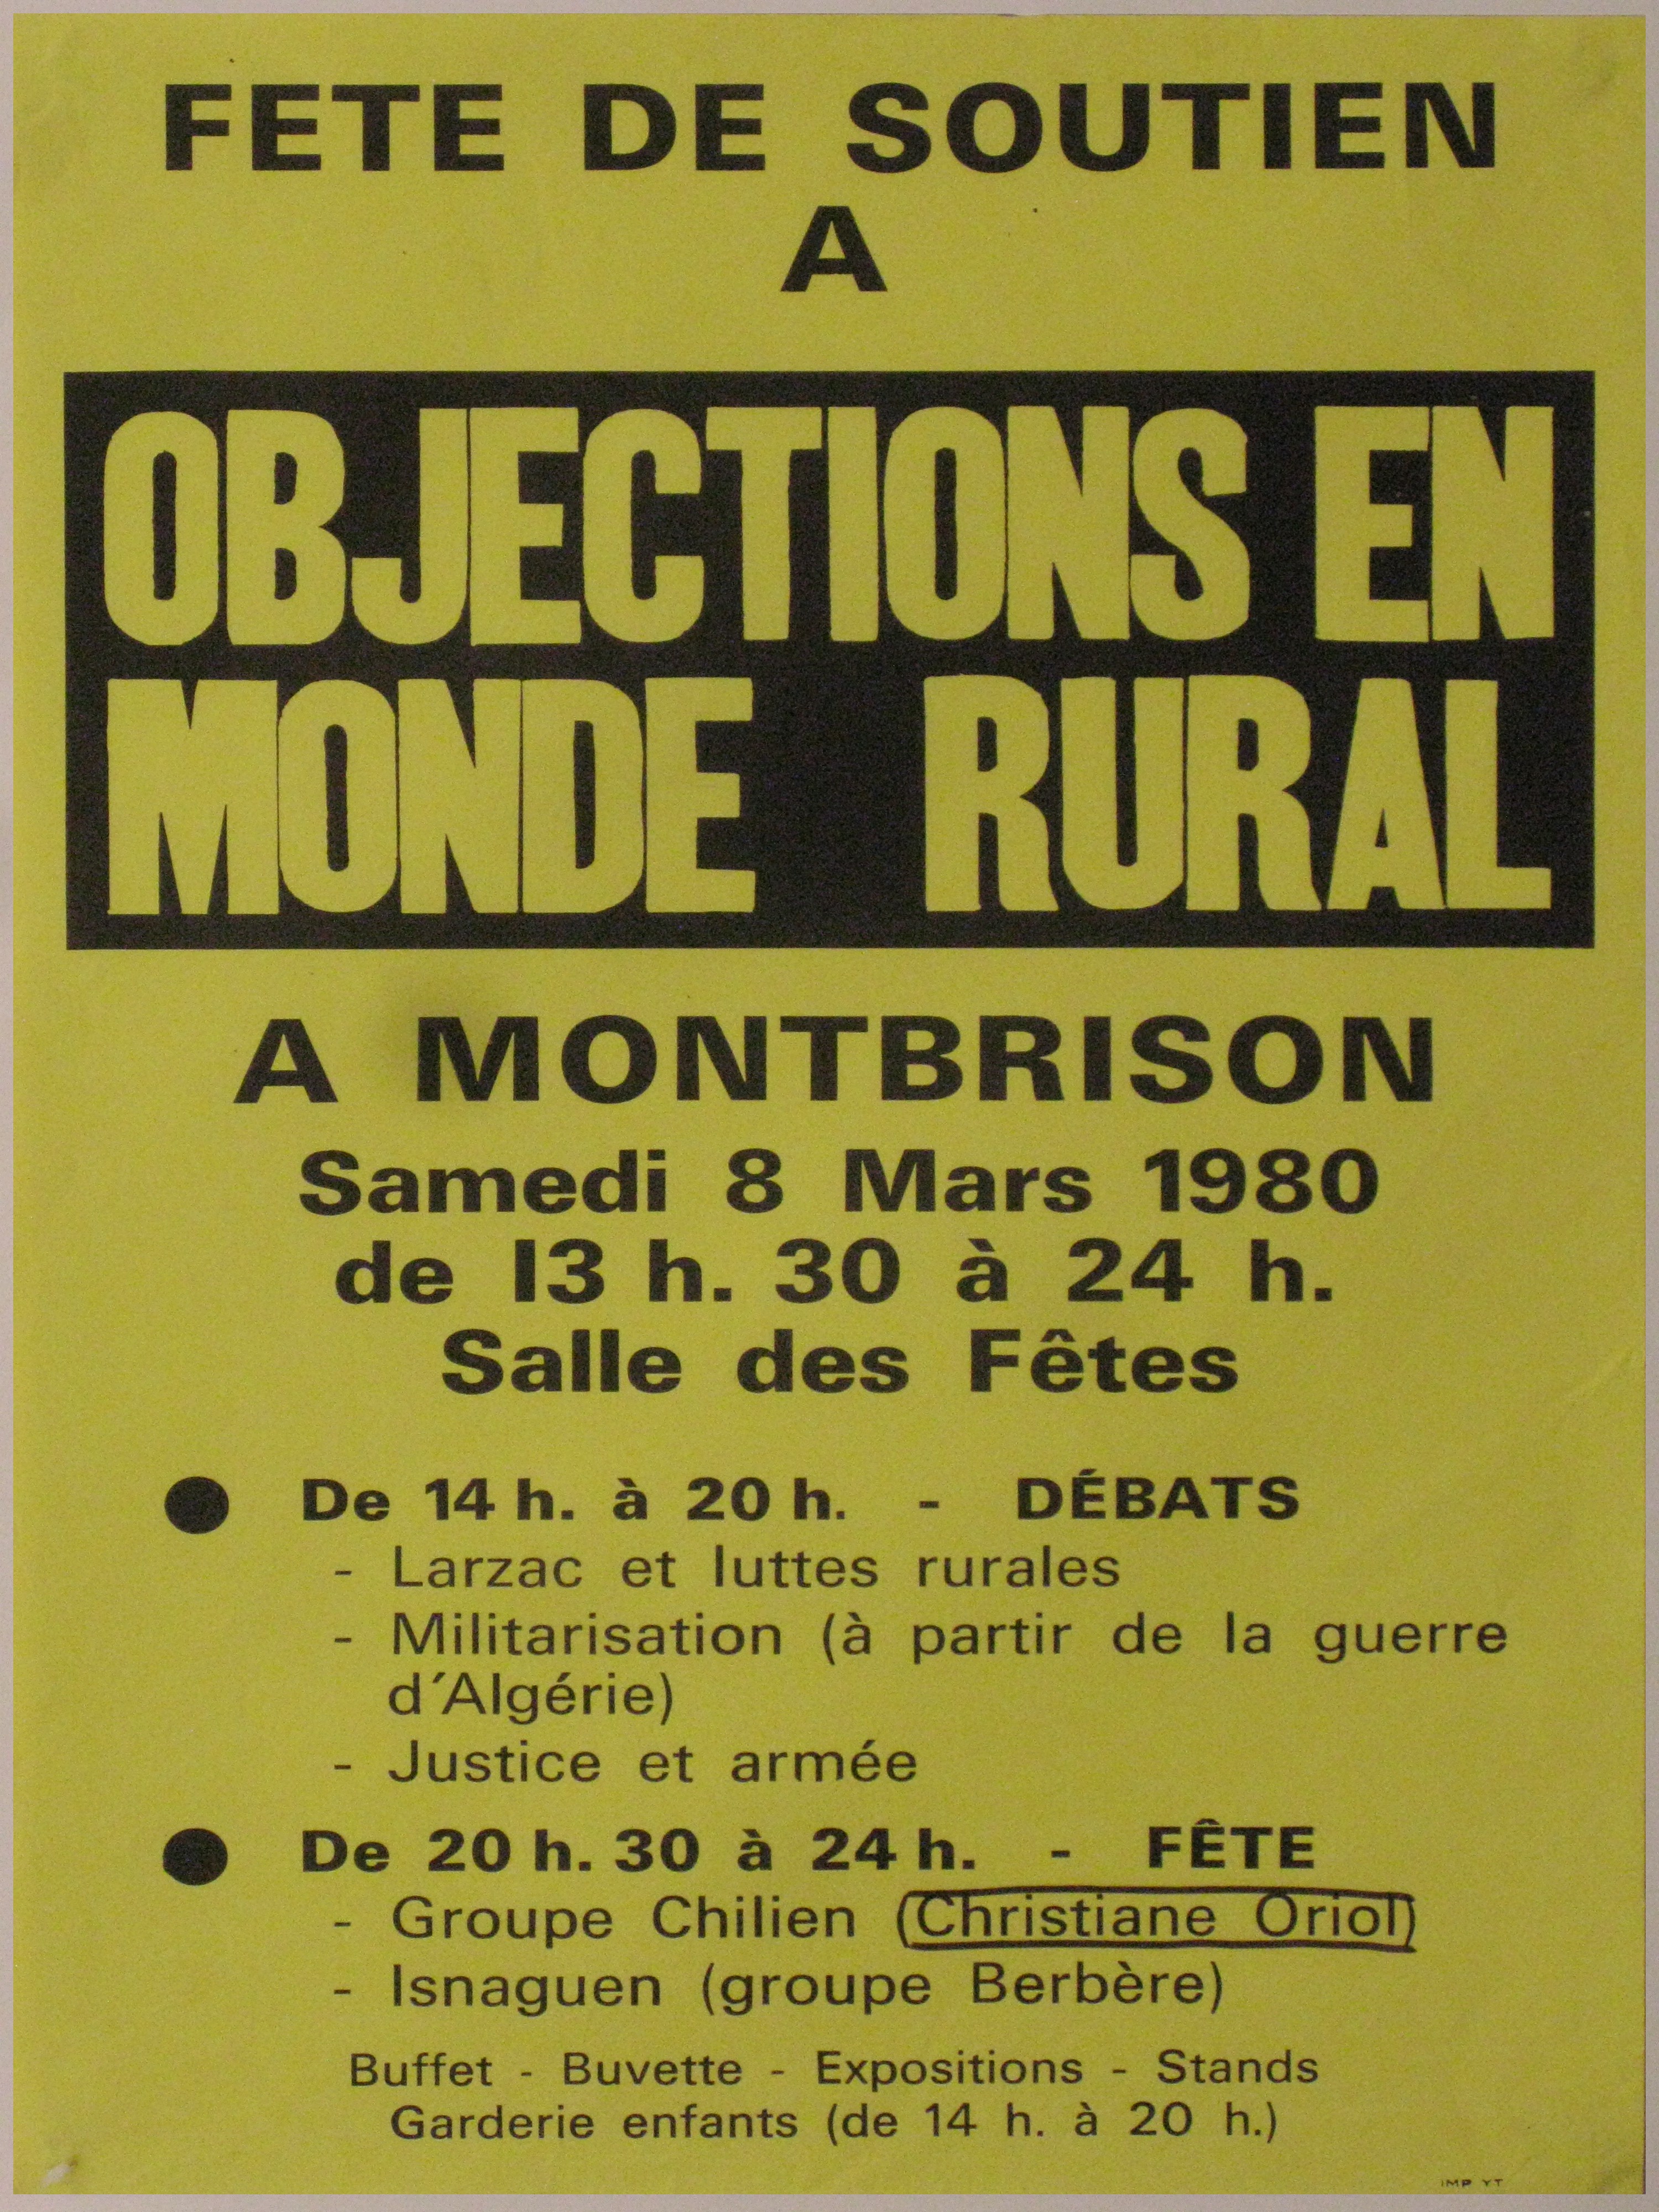 FETE DE SOUTIEN
A
OBJECTIONS EN
MONDE RURAL
A MONTBRISON
Samedi 8 Mars 1980
de 13 h. 30 à 24 h.
Salle des Fêtes
● De 14 h. à 20 h. - DÉBATS
- Larzac et luttes rurales
- Militarisation (à partir de la guerre
d'Algérie)
- Justice et armée
● De 20 h. 30 à 24 h. - FÊTE
- Groupe Chilien (Christiane Oriol)
- Isnaguen (groupe Berbère)
Buffet - Buvette - Expositions - Stands
Garderie enfants (de 14 h. à 20 h.)
IMP YT